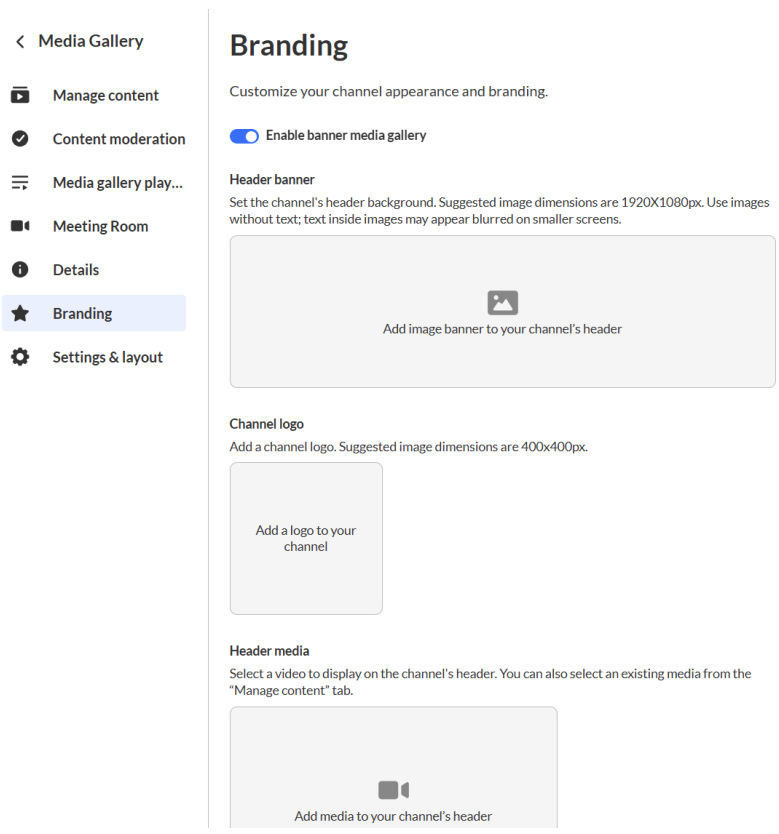 Media Gallery
Manage content
Content moderation
Media gallery play...
Meeting Room
Details
Branding
Settings & layout
Branding
Customize your channel appearance and branding.
Enable banner media gallery
Header banner
Set the channel's header background. Suggested image dimensions are 1920X1080px. Use images
without text; text inside images may appear blurred on smaller screens.
Add image banner to your channel's header
Channel logo
Add a channel logo. Suggested image dimensions are 400x400px.
Add a logo to your
channel
Header media
Select a video to display on the channel's header. You can also select an existing media from the
“Manage content” tab.
Add media to your channel's header